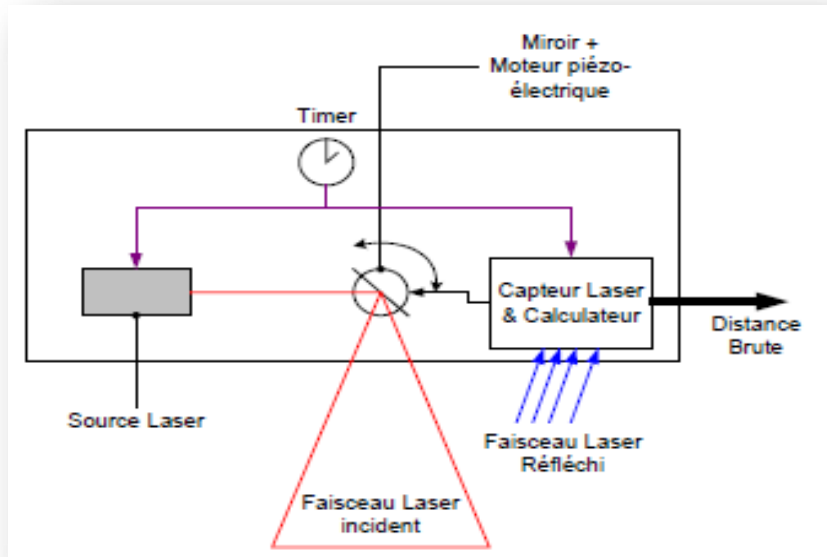 Miroir +
Moteur piézo-
électrique
Timer
Capteur Laser
& Calculateur
Distance
Brute
Source Laser
Faisceau Laser
Réfléchi
Faisceau Laser
incident